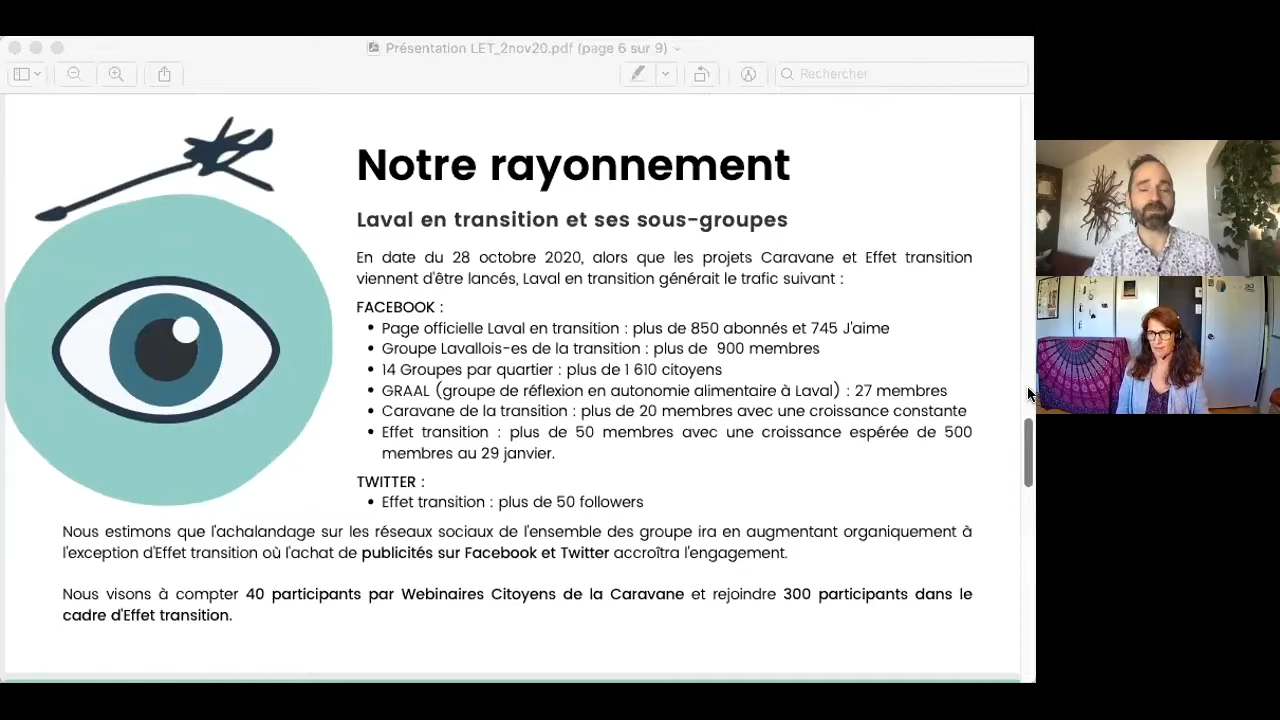 Présentation LET_2nov20.pdf (page 6 sur 9)
Rechercher
Notre rayonnement
Laval en transition et ses sous-groupes
En date du 28 octobre 2020, alors que les projets Caravane et Effet transition
viennent d'être lancés, Laval en transition générait le trafic suivant :
FACEBOOK :
• Page officielle Laval en transition : plus de 850 abonnés et 745 J'aime
• Groupe Lavallois-es de la transition : plus de 900 membres
• 14 Groupes par quartier : plus de 1 610 citoyens
• GRAAL (groupe de réflexion en autonomie alimentaire à Laval) : 27 membres
• Caravane de la transition : plus de 20 membres avec une croissance constante
• Effet transition : plus de 50 membres avec une croissance espérée de 500
membres au 29 janvier.
TWITTER :
• Effet transition : plus de 50 followers
Nous estimons que l'achalandage sur les réseaux sociaux de l'ensemble des groupe ira en augmentant organiquement à
l'exception d'Effet transition où l'achat de publicités sur Facebook et Twitter accroîtra l'engagement.
Nous visons à compter 40 participants par Webinaires Citoyens de la Caravane et rejoindre 300 participants dans le
cadre d'Effet transition.